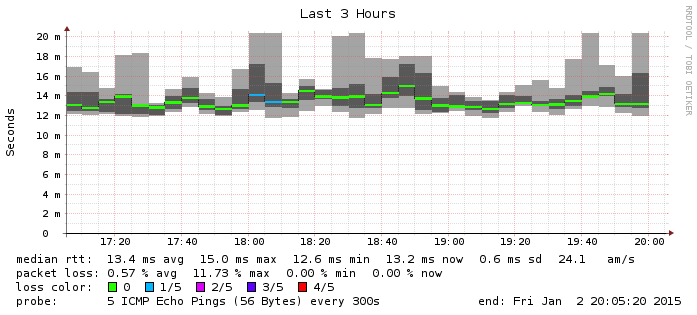 Last 3 Hours
RRDTOOL / TOBI OETIKER
Seconds
20 m
18 m
16 m
14 m
12 m
10 m
8 m
6 m
4 m
2 m
0
17:20 17:40 18:00 18:20 18:40 19:00 19:20 19:40 20:00
median rtt: 13.4 ms avg 15.0 ms max 12.6 ms min 13.2 ms now 0.6 ms sd 24.1 am/s
packet loss: 0.57 % avg 11.73 % max 0.00 % min 0.00 % now
loss color: 0 1/5 2/5 3/5 4/5
probe: 5 ICMP Echo Pings (56 Bytes) every 300s end: Fri Jan 2 20:05:20 2015